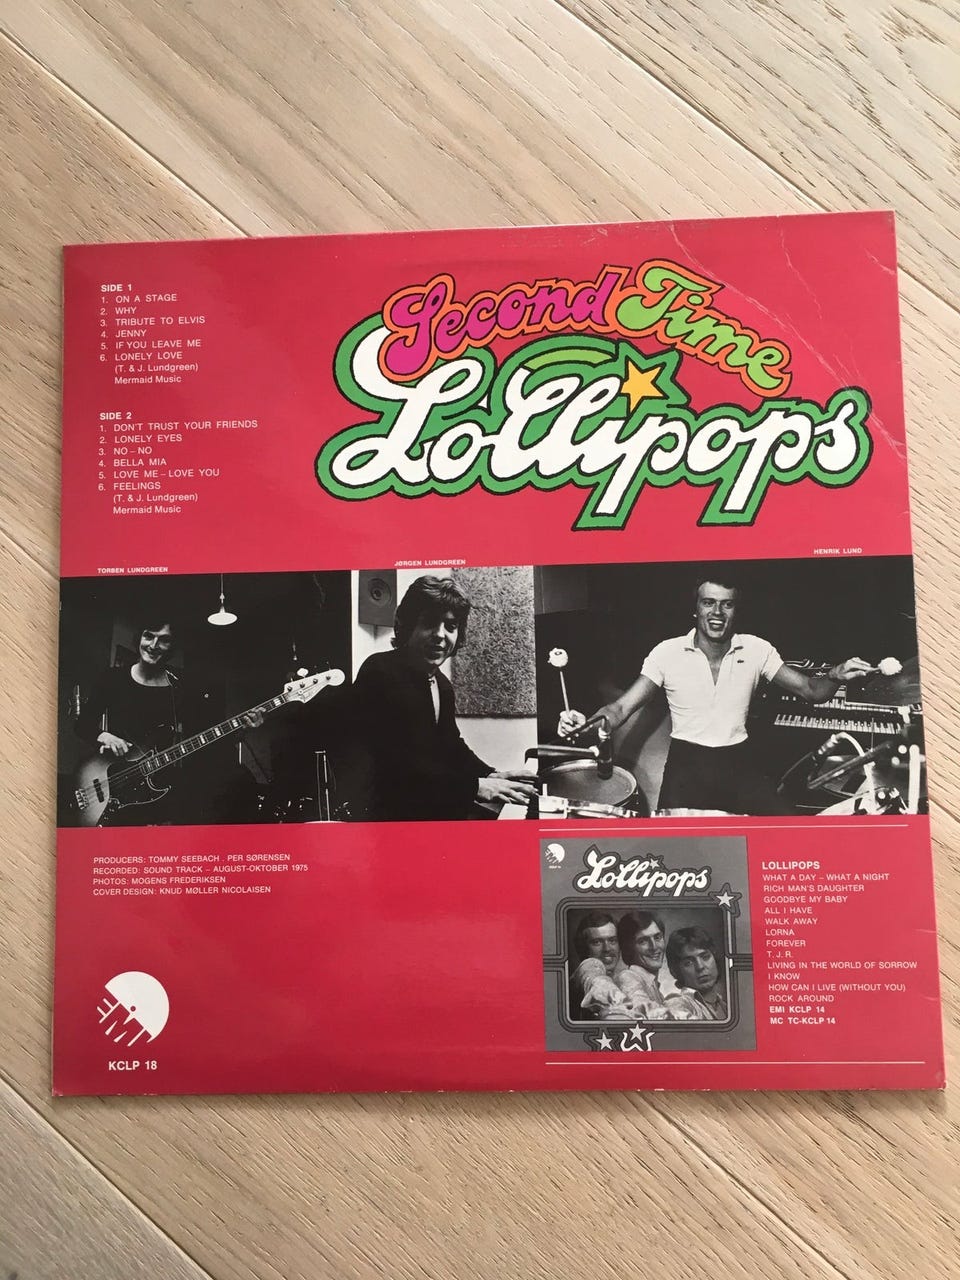 Second Time
Lollipops
SIDE 1
1. ON A STAGE
2. WHY
3. TRIBUTE TO ELVIS
4. JENNY
5. IF YOU LEAVE ME
6. LONELY LOVE
(T. & J. Lundgreen)
Mermaid Music
SIDE 2
1. DON'T TRUST YOUR FRIENDS
2. LONELY EYES
3. NO – NO
4. BELLA MIA
5. LOVE ME – LOVE YOU
6. FEELINGS
(T. & J. Lundgreen)
Mermaid Music
TORBEN LUNDGREEN
JØRGEN LUNDGREEN
HENRIK LUND
PRODUCERS: TOMMY SEEBACH . PER SØRENSEN
RECORDED: SOUND TRACK – AUGUST-OKTOBER 1975
PHOTOS: MOGENS FREDERIKSEN
COVER DESIGN: KNUD MØLLER NICOLAISEN
EMI
KCLP 18
Lollipops
LOLLIPOPS
WHAT A DAY – WHAT A NIGHT
RICH MAN'S DAUGHTER
GOODBYE MY BABY
ALL I HAVE
WALK AWAY
LORNA
FOREVER
T. J. R.
LIVING IN THE WORLD OF SORROW
I KNOW
HOW CAN I LIVE (WITHOUT YOU)
ROCK AROUND
EMI KCLP 14
MC TC-KCLP 14